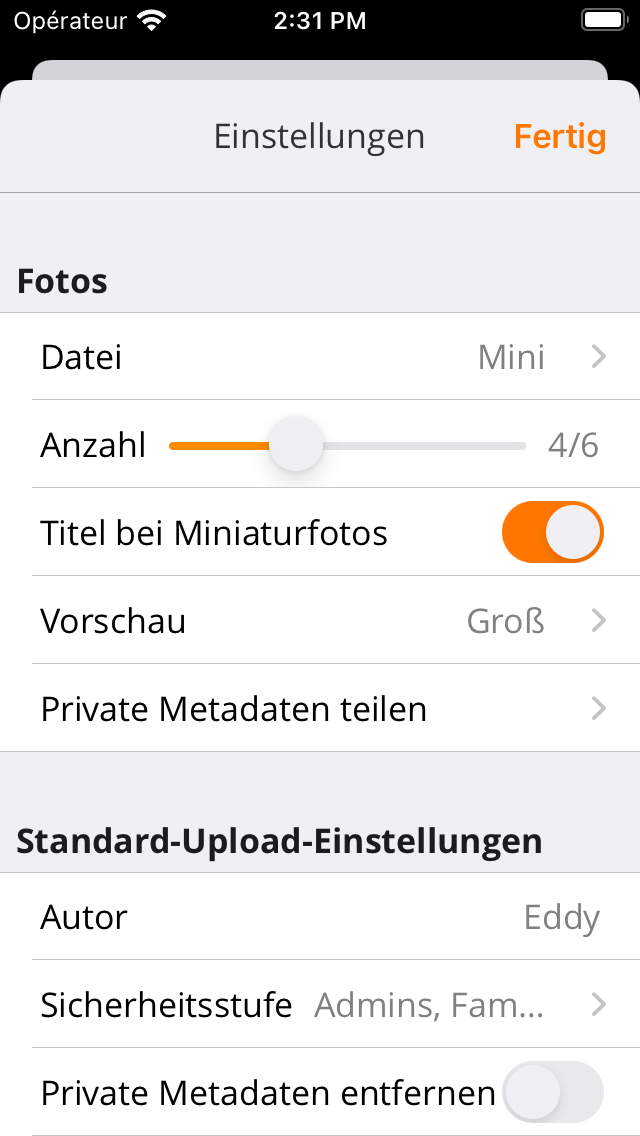 Opérateur 2:31 PM
Einstellungen Fertig
Fotos
Datei Mini
Anzahl 4/6
Titel bei Miniaturfotos
Vorschau Groß
Private Metadaten teilen
Standard-Upload-Einstellungen
Autor Eddy
Sicherheitsstufe Admins, Fam...
Private Metadaten entfernen